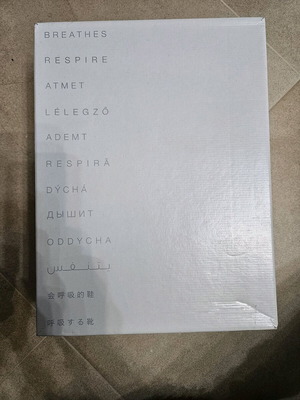 BREATHES
RESPIRE
ATMET
LÉLEGZŐ
ADEMT
RESPIRĂ
DÝCHÁ
ДЫШИТ
ODDYCHA
يتنفس
会呼吸的鞋
呼吸する靴